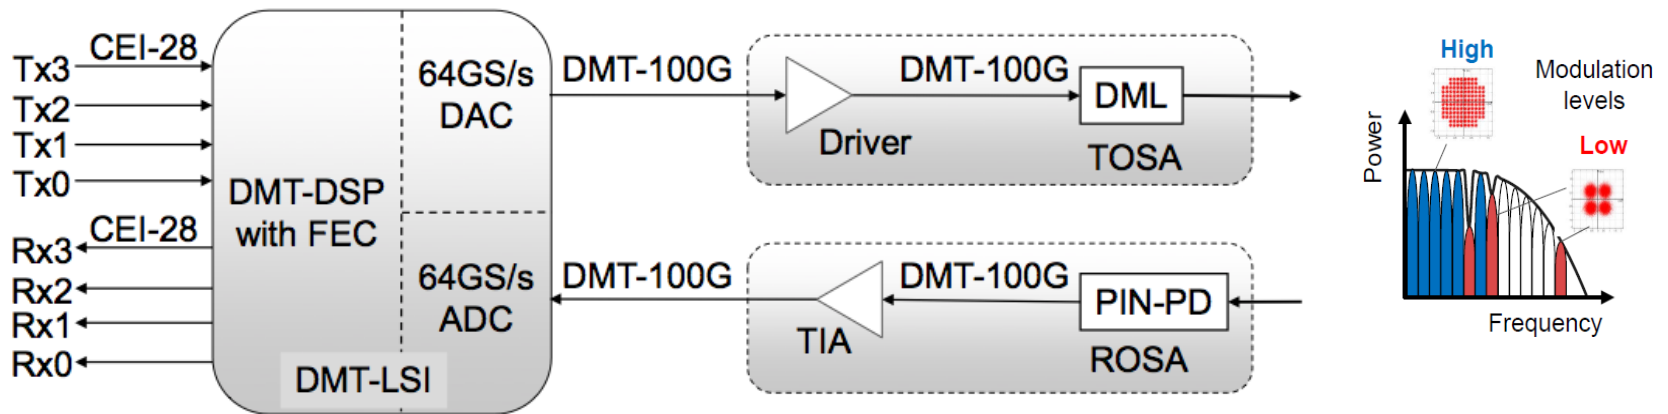 CEI-28
Tx3
Tx2
Tx1
Tx0
CEI-28
Rx3
Rx2
Rx1
Rx0
DMT-DSP
with FEC
64GS/s
DAC
64GS/s
ADC
DMT-LSI
DMT-100G
DMT-100G
DML
Driver
TOSA
DMT-100G
DMT-100G
PIN-PD
TIA
ROSA
High
Modulation
levels
Low
Power
Frequency